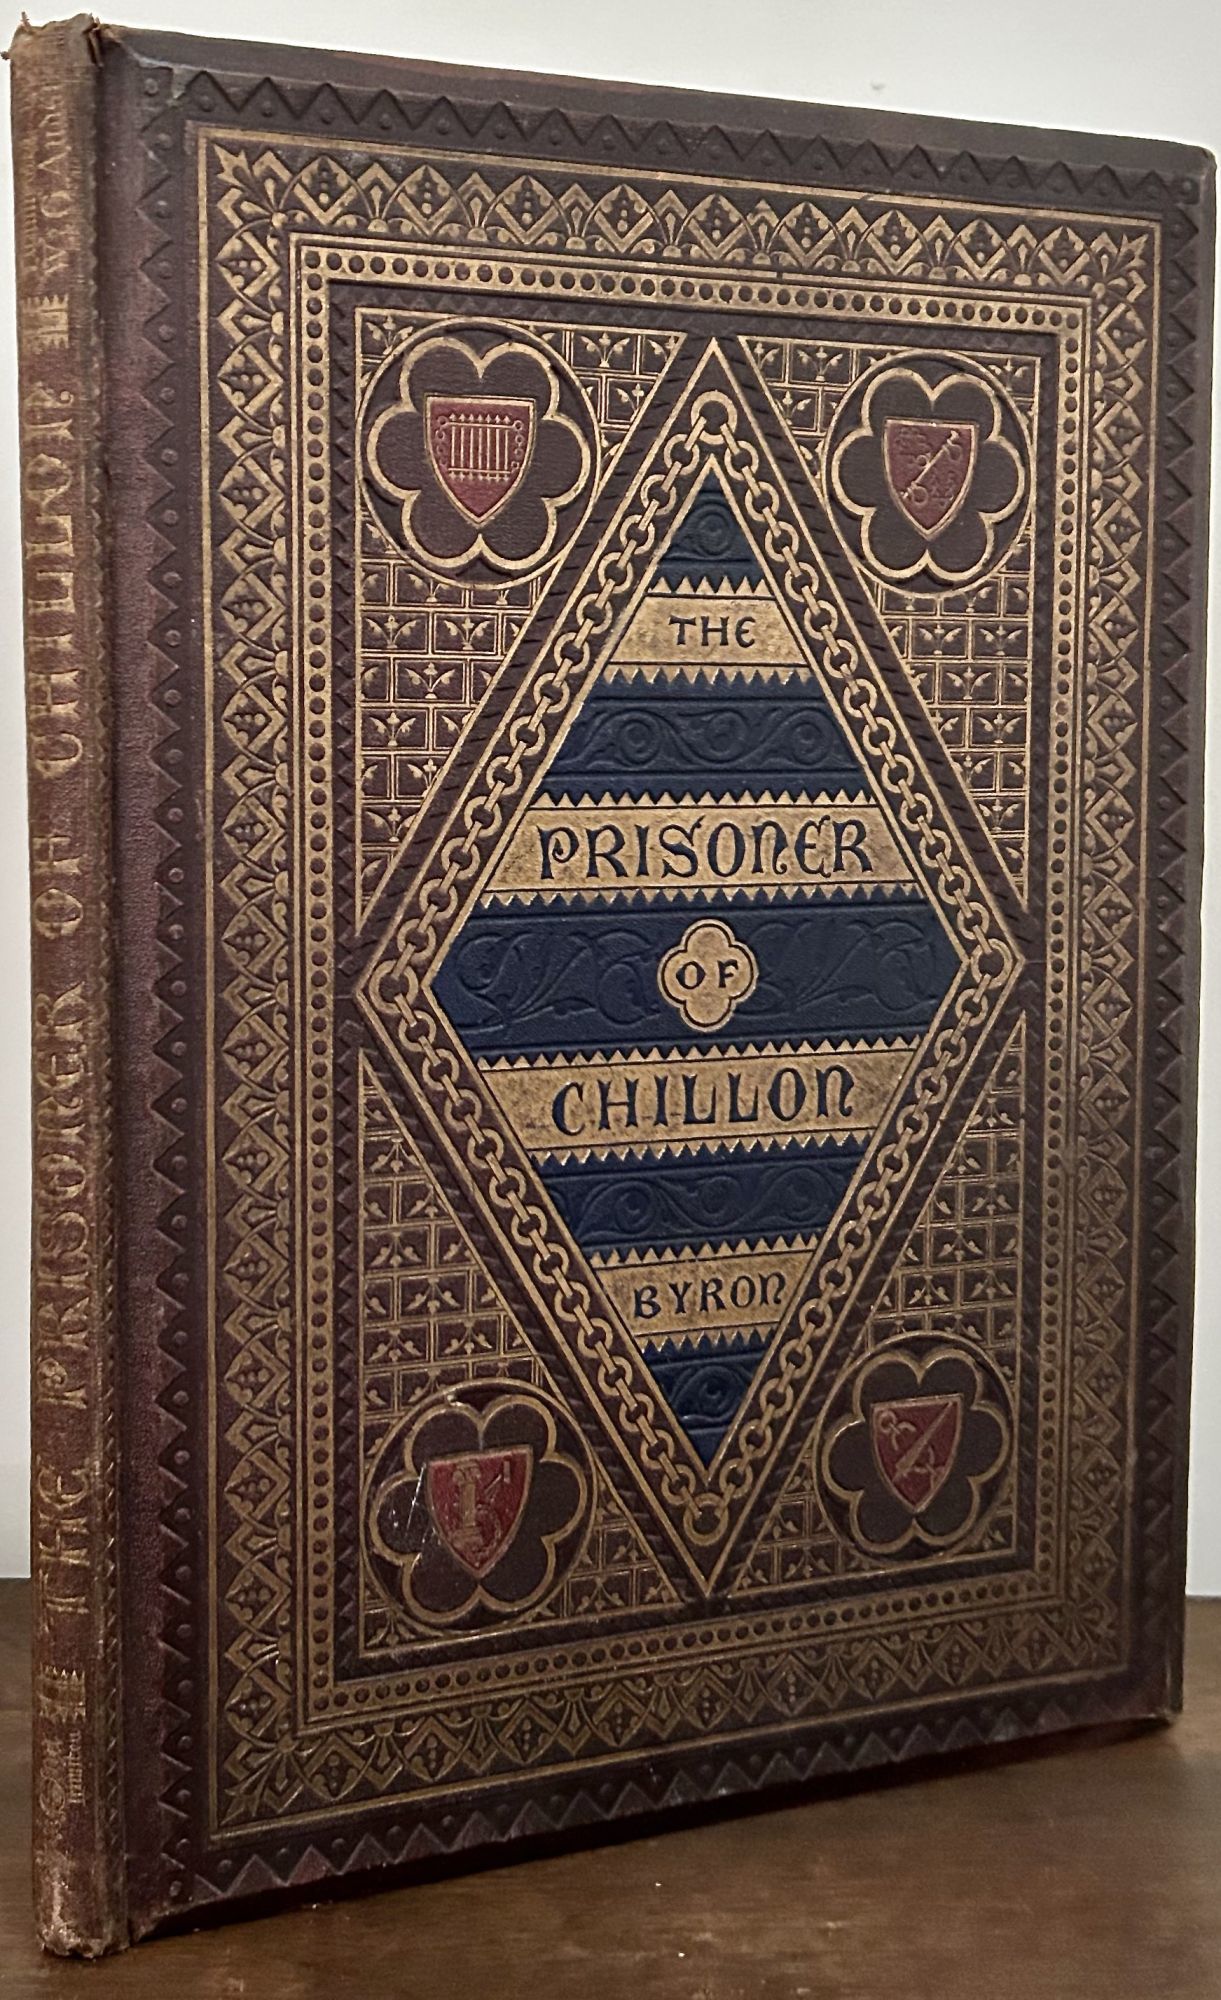 THE
PRISONER
OF
CHILLON
BYRON
THE PRISONER OF CHILLON